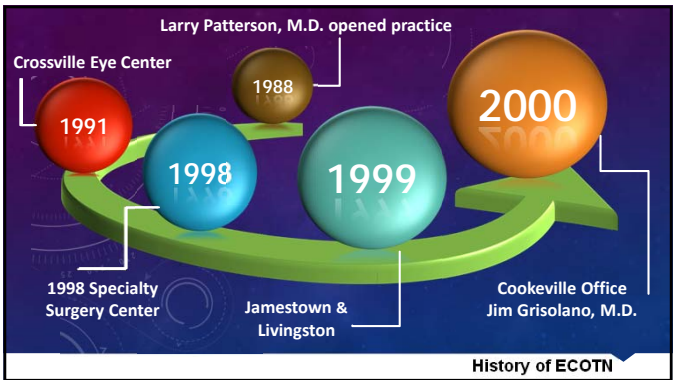 Larry Patterson, M.D. opened practice
Crossville Eye Center
1988
1991
1998
1999
2000
1998 Specialty
Surgery Center
Jamestown &
Livingston
Cookeville Office
Jim Grisolano, M.D.
History of ECOTN